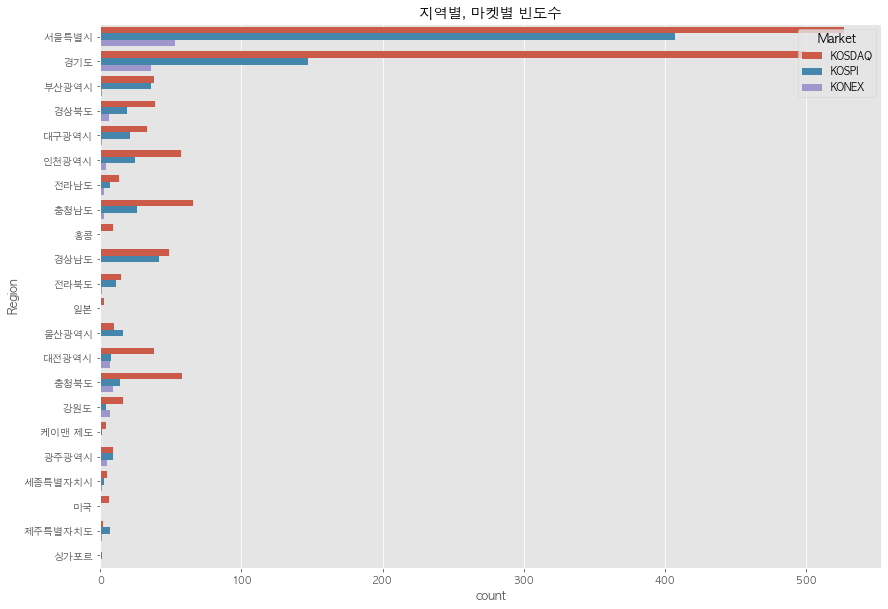 지역별, 마켓별 빈도수
Market
KOSDAQ
KOSPI
KONEX
Region
서울특별시
경기도
부산광역시
경상북도
대구광역시
인천광역시
전라남도
충청남도
홍콩
경상남도
전라북도
일본
울산광역시
대전광역시
충청북도
강원도
케이맨 제도
광주광역시
세종특별자치시
미국
제주특별자치도
싱가포르
0 100 200 300 400 500
count